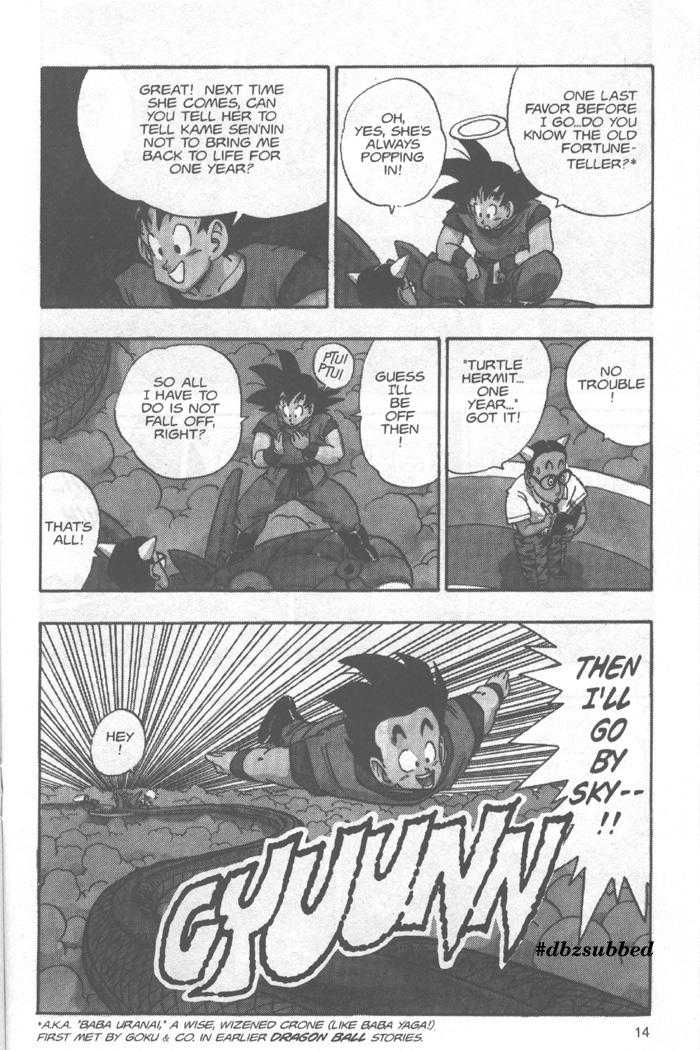 ONE LAST
FAVOR BEFORE
I GO...DO YOU
KNOW THE OLD
FORTUNE-
TELLER?*
OH,
YES, SHE'S
ALWAYS
POPPING
IN!
GREAT! NEXT TIME
SHE COMES, CAN
YOU TELL HER TO
TELL KAME SEN'NIN
NOT TO BRING ME
BACK TO LIFE FOR
ONE YEAR?
NO
TROUBLE
!
"TURTLE
HERMIT...
ONE
YEAR..."
GOT IT!
GUESS
I'LL
BE
OFF
THEN
!
PTUI
PTUI
SO ALL
I HAVE TO
DO IS NOT
FALL OFF,
RIGHT?
THAT'S
ALL!
THEN
I'LL
GO
BY
SKY--
!!
HEY
!
GYUUUNN
#dbzsubbed
*A.K.A. "BABA URANAI," A WISE, WIZENED CRONE (LIKE BABA YAGA!)
FIRST MET BY GOKU & CO. IN EARLIER DRAGON BALL STORIES.
14